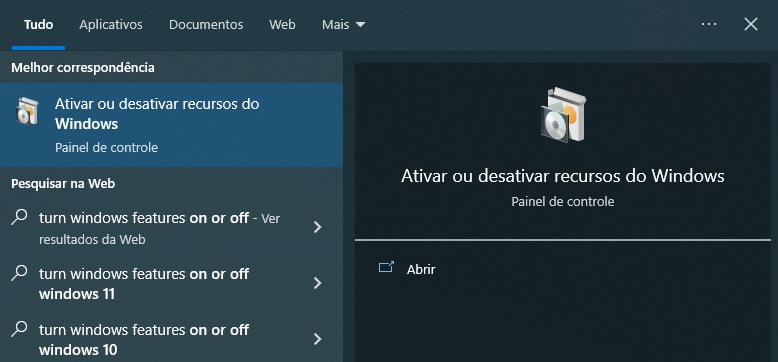 Tudo Aplicativos Documentos Web Mais
Melhor correspondência
Ativar ou desativar recursos do
Windows
Painel de controle
Pesquisar na Web
turn windows features on or off - Ver
resultados da Web
turn windows features on or off
windows 11
turn windows features on or off
windows 10
Ativar ou desativar recursos do Windows
Painel de controle
Abrir